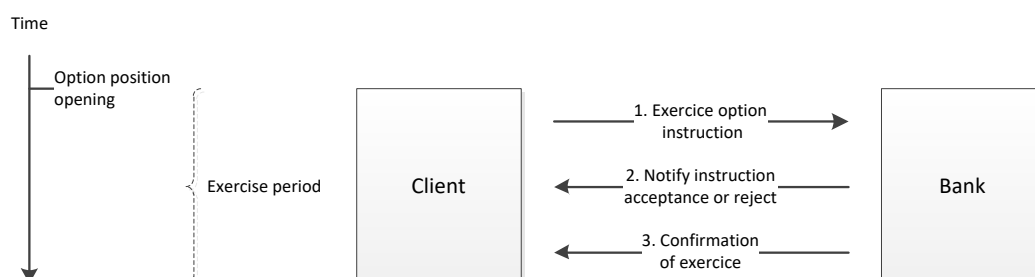 Time
Option position
opening
Exercise period
Client
1. Exercice option
instruction
2. Notify instruction
acceptance or reject
3. Confirmation
of exercice
Bank